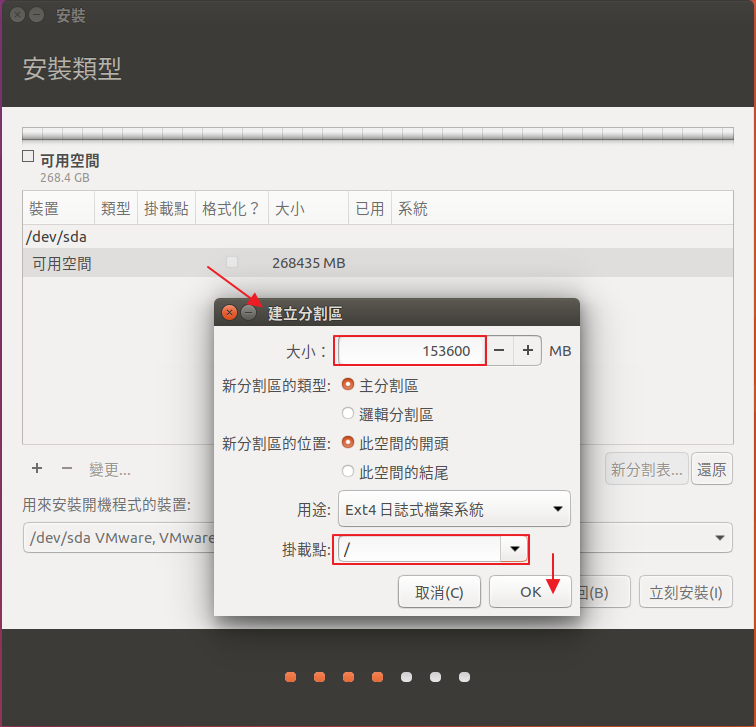 安裝
安裝類型
可用空間
268.4 GB
裝置 類型 掛載點 格式化？ 大小 已用 系統
/dev/sda
可用空間 268435 MB
建立分割區
大小： 153600 − + MB
新分割區的類型: 主分割區
邏輯分割區
新分割區的位置: 此空間的開頭
此空間的結尾
用途: Ext4 日誌式檔案系統
掛載點: /
取消(C) OK
+ − 變更... 新分割表... 還原
用來安裝開機程式的裝置:
/dev/sda VMware, VMware
回(B) 立刻安裝(I)